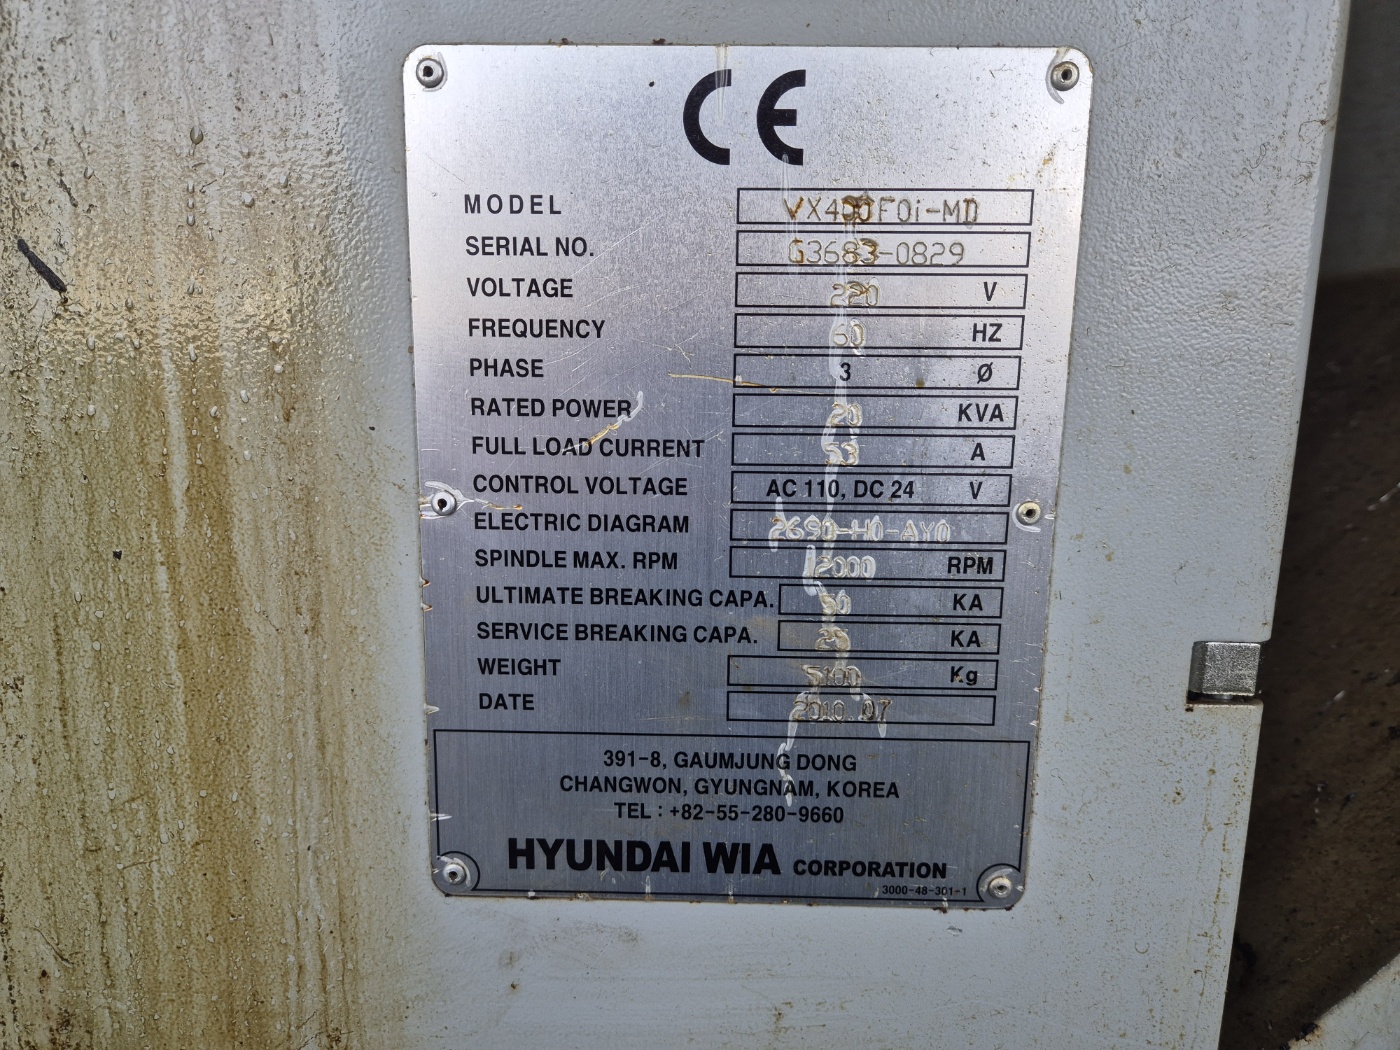 CE
MODEL VX400F0i-MD
SERIAL NO. G3683-0829
VOLTAGE 220 V
FREQUENCY 60 HZ
PHASE 3 Ø
RATED POWER 20 KVA
FULL LOAD CURRENT 53 A
CONTROL VOLTAGE AC 110, DC 24 V
ELECTRIC DIAGRAM 2690-H0-AY0
SPINDLE MAX. RPM 12000 RPM
ULTIMATE BREAKING CAPA. KA
SERVICE BREAKING CAPA. KA
WEIGHT 5100 Kg
DATE 2010.07
391-8, GAUMJUNG DONG
CHANGWON, GYUNGNAM, KOREA
TEL : +82-55-280-9660
HYUNDAI WIA CORPORATION
3000-48-301-1